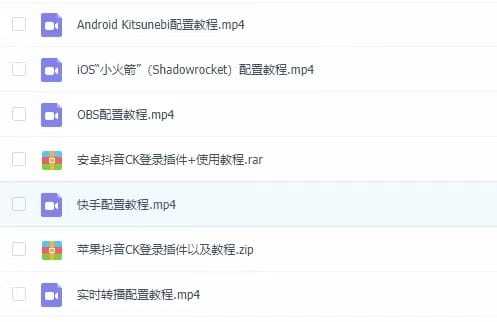 Android Kitsunebi配置教程.mp4
iOS“小火箭”（Shadowrocket）配置教程.mp4
OBS配置教程.mp4
安卓抖音CK登录插件+使用教程.rar
快手配置教程.mp4
苹果抖音CK登录插件以及教程.zip
实时转播配置教程.mp4